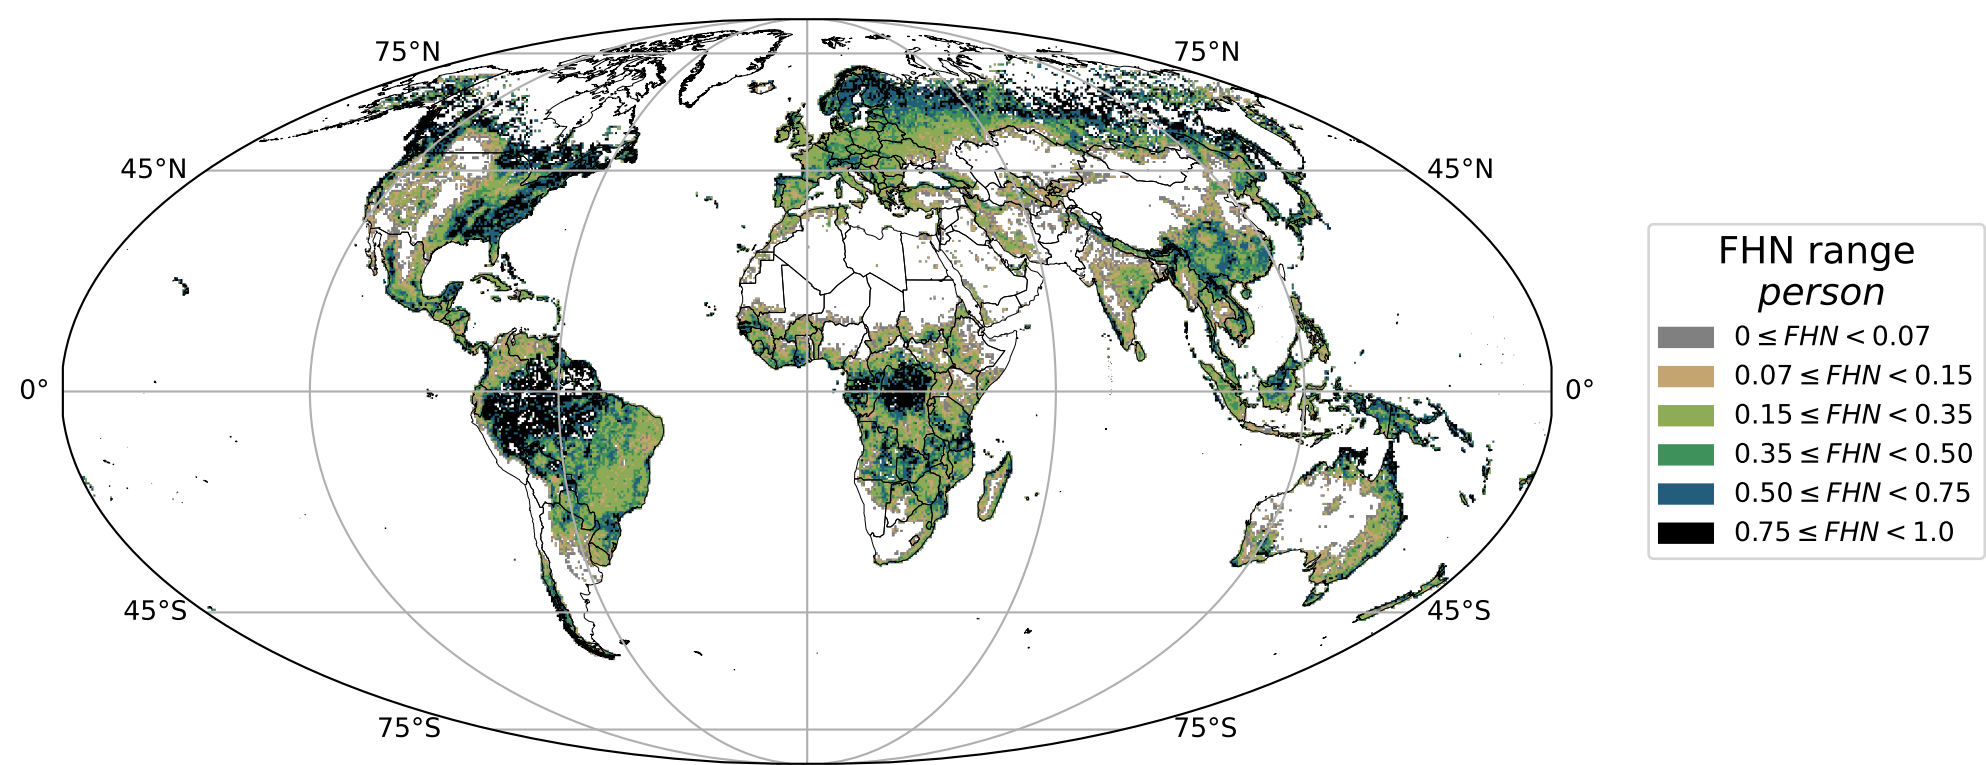 75°N
75°N
45°N
45°N
0°
0°
45°S
45°S
75°S
75°S
FHN range
person
0 ≤ FHN < 0.07
0.07 ≤ FHN < 0.15
0.15 ≤ FHN < 0.35
0.35 ≤ FHN < 0.50
0.50 ≤ FHN < 0.75
0.75 ≤ FHN < 1.0